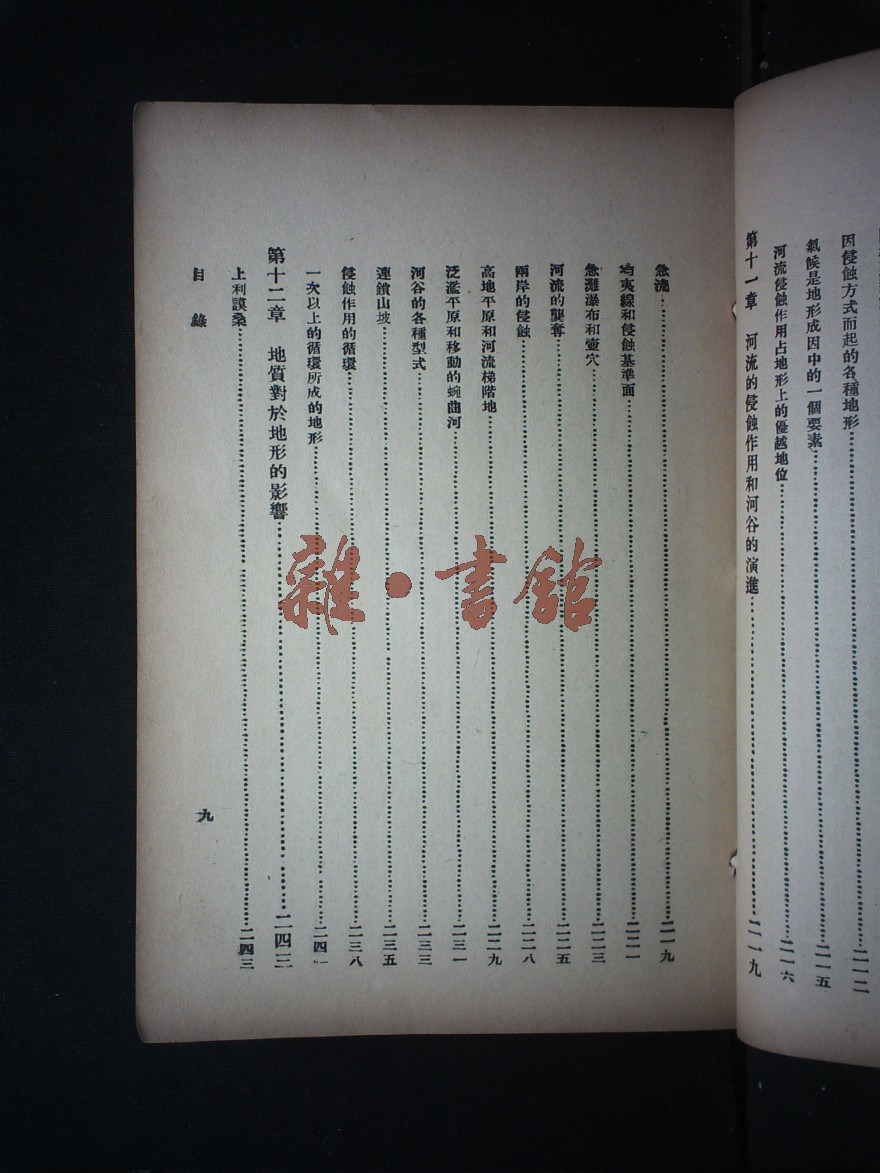 因侵蝕方式而起的各種地形……二一二
氣候是地形成因中的一個要素……二一五
河流侵蝕作用占地形上的優越地位……二一六
第十一章 河流的侵蝕作用和河谷的演進……二一九
急流……二一九
均夷線和侵蝕基準面……二二一
急灘瀑布和壺穴……二二三
河流的襲奪……二二五
兩岸的侵蝕……二二八
高地平原和河流梯階地……二二九
泛濫平原和移動的蜿曲河……二三一
河谷的各種型式……二三三
連鎖山坡……二三五
侵蝕作用的循環……二三八
一次以上的循環所成的地形……二四一
第十二章 地質對於地形的影響……二四三
上利謨桑……二四三
目錄
九
雜·書館